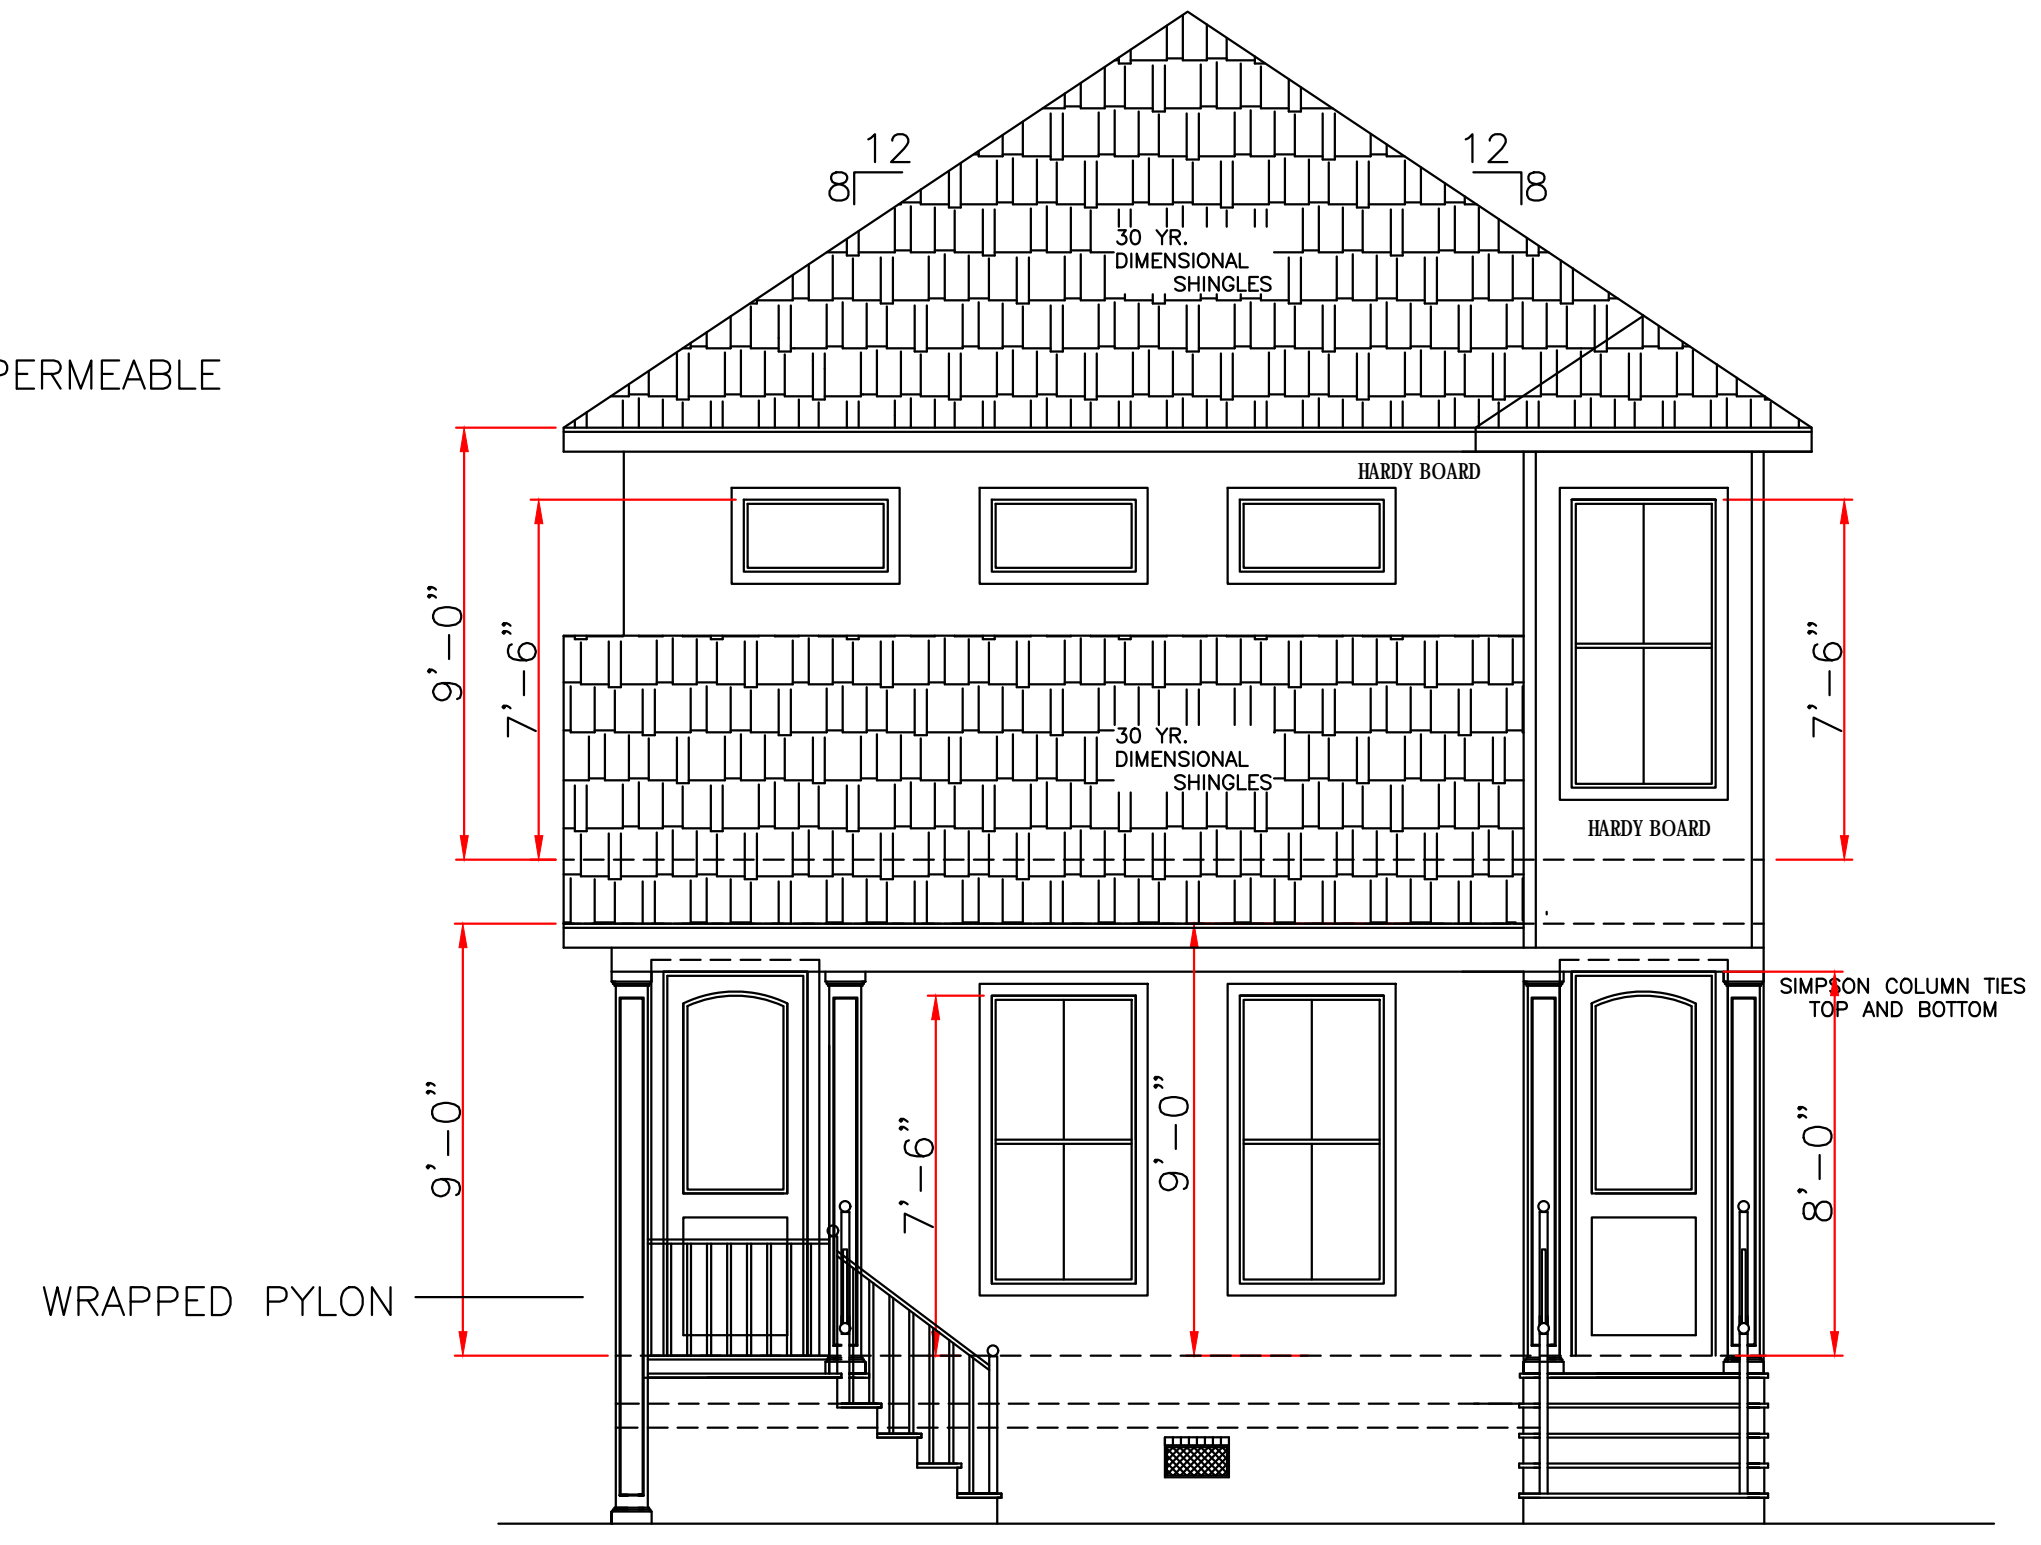 12
8
12
8
30 YR.
DIMENSIONAL
SHINGLES
PERMEABLE
HARDY BOARD
9'-0"
7'-6"
7'-6"
30 YR.
DIMENSIONAL
SHINGLES
HARDY BOARD
SIMPSON COLUMN TIES
TOP AND BOTTOM
9'-0"
7'-6"
9'-0"
8'-0"
WRAPPED PYLON